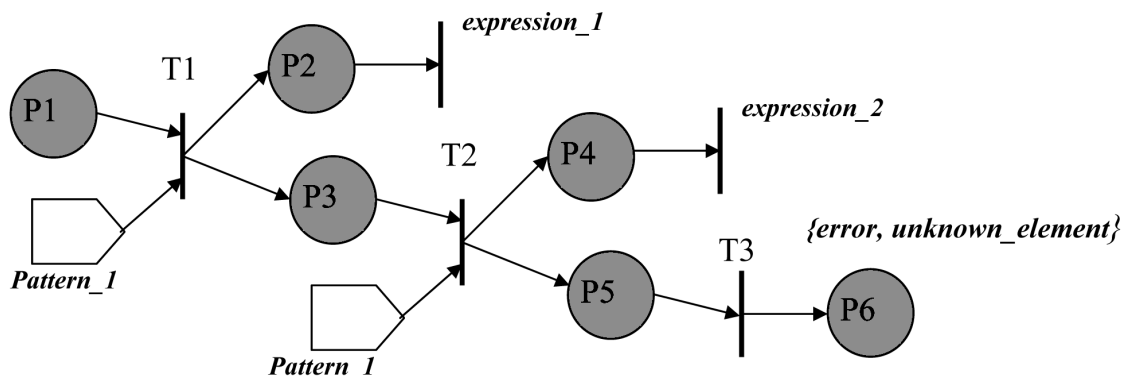 expression_1
T1
P2
P1
expression_2
T2
P4
P3
{error, unknown_element}
T3
Pattern_1
P5
P6
Pattern_1